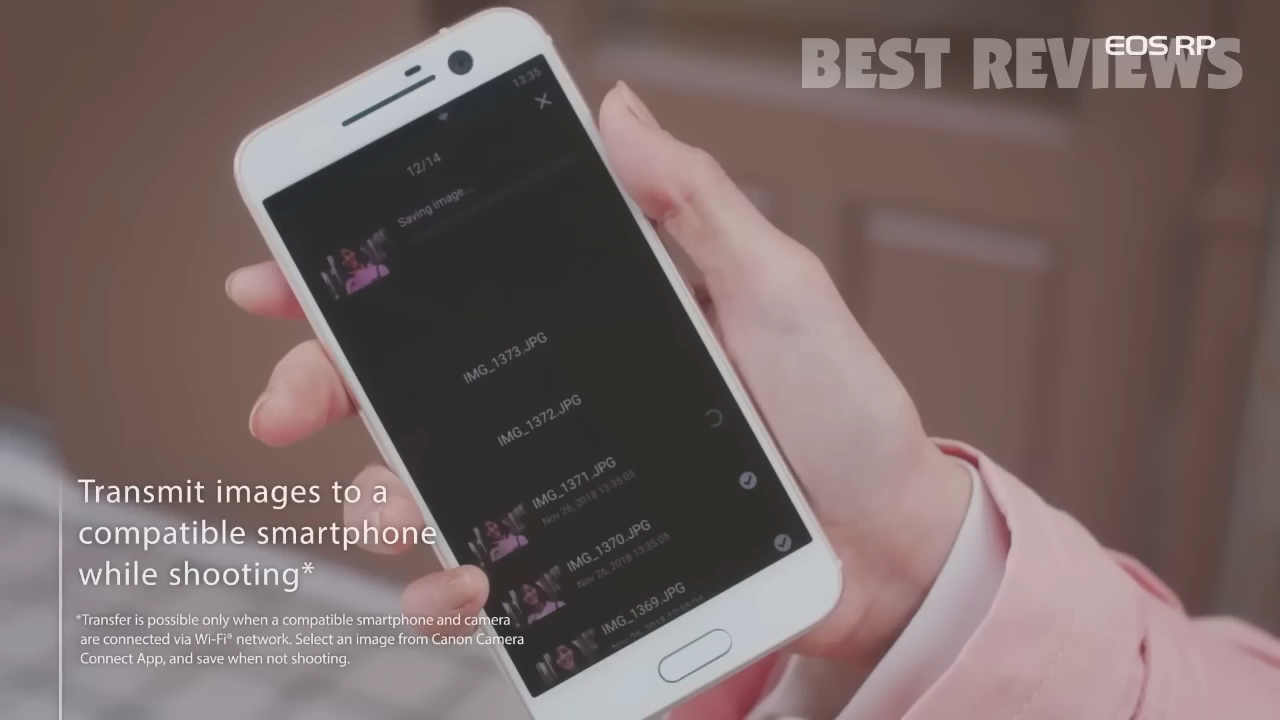 BEST REVIEWS
EOS RP
13:35
12/14
Saving image...
IMG_1373.JPG
IMG_1372.JPG
IMG_1371.JPG
Nov 26, 2018 13:35:05
IMG_1370.JPG
Nov 26, 2018 13:35:05
IMG_1369.JPG
Transmit images to a
compatible smartphone
while shooting*
*Transfer is possible only when a compatible smartphone and camera
are connected via Wi-Fi® network. Select an image from Canon Camera
Connect App, and save when not shooting.